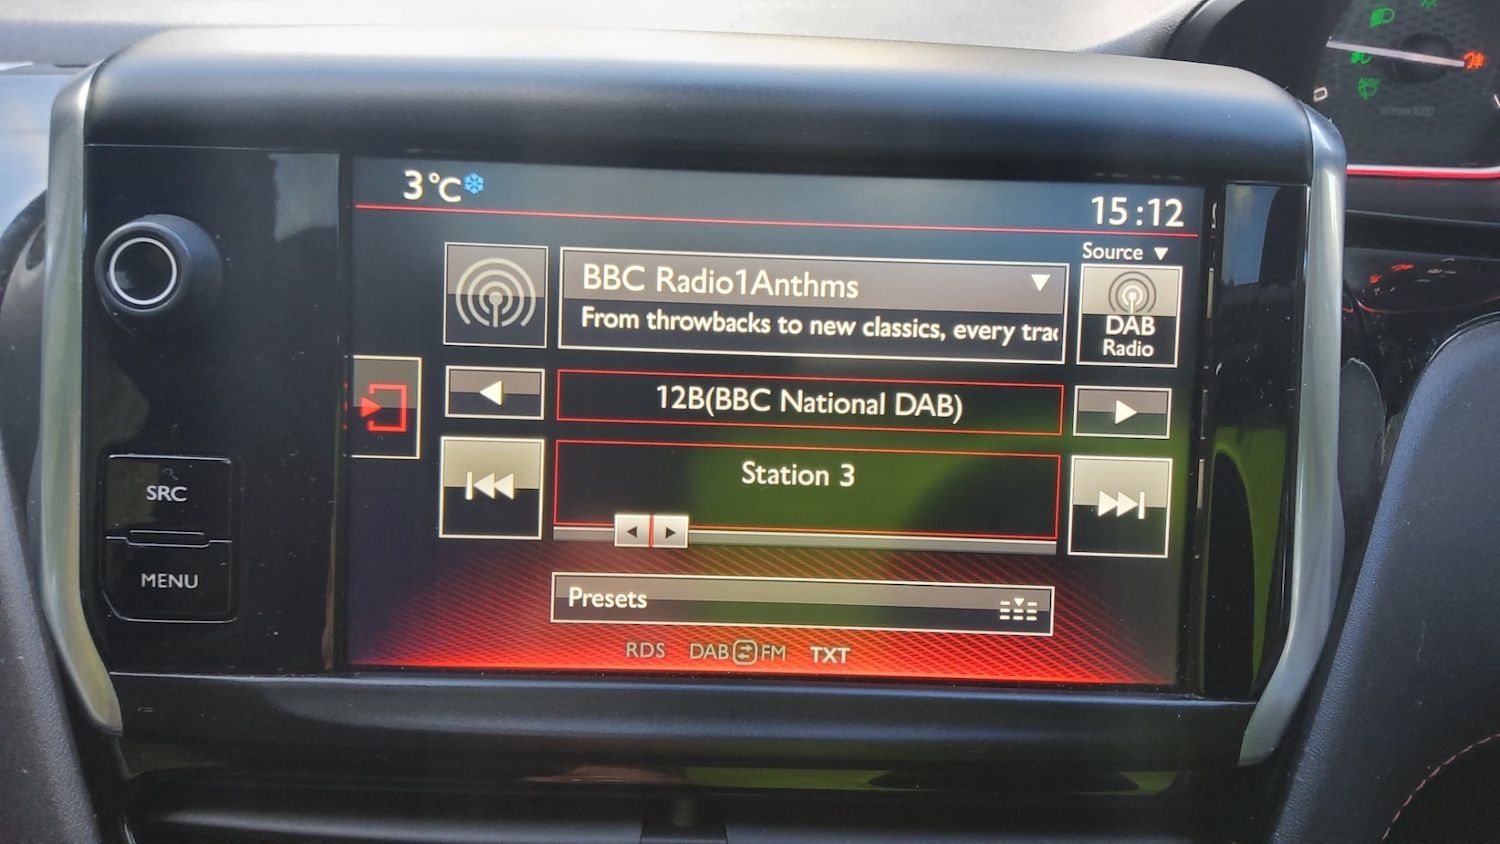 3°C
15:12
Source
BBC Radio1Anthms
From throwbacks to new classics, every trac
DAB
Radio
12B(BBC National DAB)
Station 3
SRC
MENU
Presets
RDS DAB FM TXT